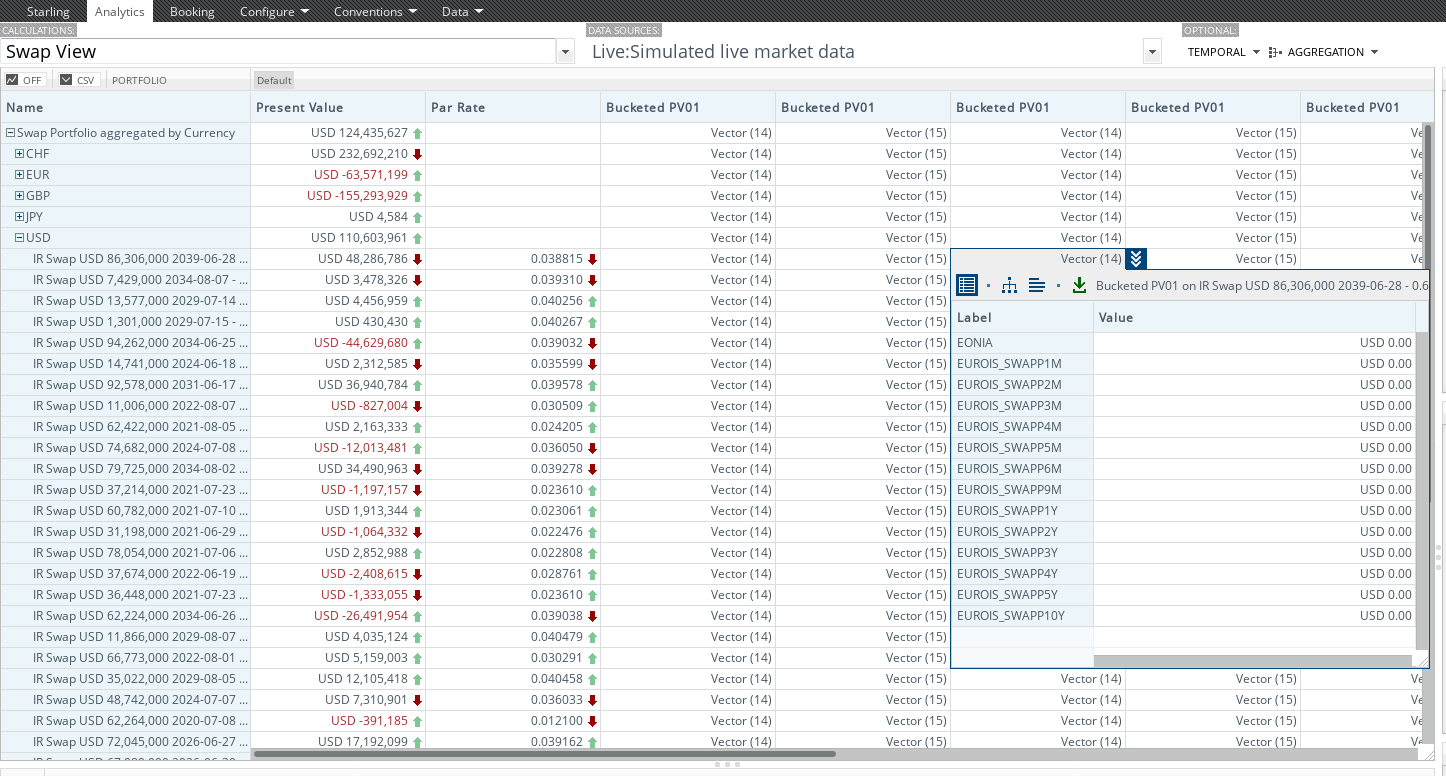 Starling Analytics Booking Configure Conventions Data
CALCULATIONS: DATA SOURCES: OPTIONAL:
Swap View Live:Simulated live market data TEMPORAL AGGREGATION
OFF CSV PORTFOLIO Default
Name Present Value Par Rate Bucketed PV01 Bucketed PV01 Bucketed PV01 Bucketed PV01 Bucketed PV01
Swap Portfolio aggregated by Currency USD 124,435,627 Vector (14) Vector (15) Vector (14) Vector (15) Ve
CHF USD 232,692,210 Vector (14) Vector (15) Vector (14) Vector (15) Ve
EUR USD -63,571,199 Vector (14) Vector (15) Vector (14) Vector (15) Ve
GBP USD -155,293,929 Vector (14) Vector (15) Vector (14) Vector (15) Ve
JPY USD 4,584 Vector (14) Vector (15) Vector (14) Vector (15) Ve
USD USD 110,603,961 Vector (14) Vector (15) Vector (14) Vector (15) Ve
IR Swap USD 86,306,000 2039-06-28 ... USD 48,286,786 0.038815 Vector (14) Vector (15) Vector (14) Vector (15) Ve
IR Swap USD 7,429,000 2034-08-07 - ... USD 3,478,326 0.039310 Vector (14) Vector (15)
Bucketed PV01 on IR Swap USD 86,306,000 2039-06-28 - 0.6
IR Swap USD 13,577,000 2029-07-14 ... USD 4,456,959 0.040256 Vector (14) Vector (15)
IR Swap USD 1,301,000 2029-07-15 - ... USD 430,430 0.040267 Vector (14) Vector (15) Label Value
IR Swap USD 94,262,000 2034-06-25 ... USD -44,629,680 0.039032 Vector (14) Vector (15) EONIA USD 0.00
IR Swap USD 14,741,000 2024-06-18 ... USD 2,312,585 0.035599 Vector (14) Vector (15) EUROIS_SWAPP1M USD 0.00
IR Swap USD 92,578,000 2031-06-17 ... USD 36,940,784 0.039578 Vector (14) Vector (15) EUROIS_SWAPP2M USD 0.00
IR Swap USD 11,006,000 2022-08-07 ... USD -827,004 0.030509 Vector (14) Vector (15) EUROIS_SWAPP3M USD 0.00
IR Swap USD 62,422,000 2021-08-05 ... USD 2,163,333 0.024205 Vector (14) Vector (15) EUROIS_SWAPP4M USD 0.00
IR Swap USD 74,682,000 2024-07-08 ... USD -12,013,481 0.036050 Vector (14) Vector (15) EUROIS_SWAPP5M USD 0.00
IR Swap USD 79,725,000 2034-08-02 ... USD 34,490,963 0.039278 Vector (14) Vector (15) EUROIS_SWAPP6M USD 0.00
IR Swap USD 37,214,000 2021-07-23 ... USD -1,197,157 0.023610 Vector (14) Vector (15) EUROIS_SWAPP9M USD 0.00
IR Swap USD 60,782,000 2021-07-10 ... USD 1,913,344 0.023061 Vector (14) Vector (15) EUROIS_SWAPP1Y USD 0.00
IR Swap USD 31,198,000 2021-06-29 ... USD -1,064,332 0.022476 Vector (14) Vector (15) EUROIS_SWAPP2Y USD 0.00
IR Swap USD 78,054,000 2021-07-06 ... USD 2,852,988 0.022808 Vector (14) Vector (15) EUROIS_SWAPP3Y USD 0.00
IR Swap USD 37,674,000 2022-06-19 ... USD -2,408,615 0.028761 Vector (14) Vector (15) EUROIS_SWAPP4Y USD 0.00
IR Swap USD 36,448,000 2021-07-23 ... USD -1,333,055 0.023610 Vector (14) Vector (15) EUROIS_SWAPP5Y USD 0.00
IR Swap USD 62,224,000 2034-06-26 ... USD -26,491,954 0.039038 Vector (14) Vector (15) EUROIS_SWAPP10Y USD 0.00
IR Swap USD 11,866,000 2029-08-07 ... USD 4,035,124 0.040479 Vector (14) Vector (15)
IR Swap USD 66,773,000 2022-08-01 ... USD 5,159,003 0.030291 Vector (14) Vector (15)
IR Swap USD 35,022,000 2029-08-05 ... USD 12,105,418 0.040458 Vector (14) Vector (15) Vector (14) Vector (15) Ve
IR Swap USD 48,742,000 2024-07-07 ... USD 7,310,901 0.036033 Vector (14) Vector (15) Vector (14) Vector (15) Ve
IR Swap USD 62,264,000 2020-07-08 ... USD -391,185 0.012100 Vector (14) Vector (15) Vector (14) Vector (15) Ve
IR Swap USD 72,045,000 2026-06-27 ... USD 17,192,099 0.039162 Vector (14) Vector (15) Vector (14) Vector (15) Ve